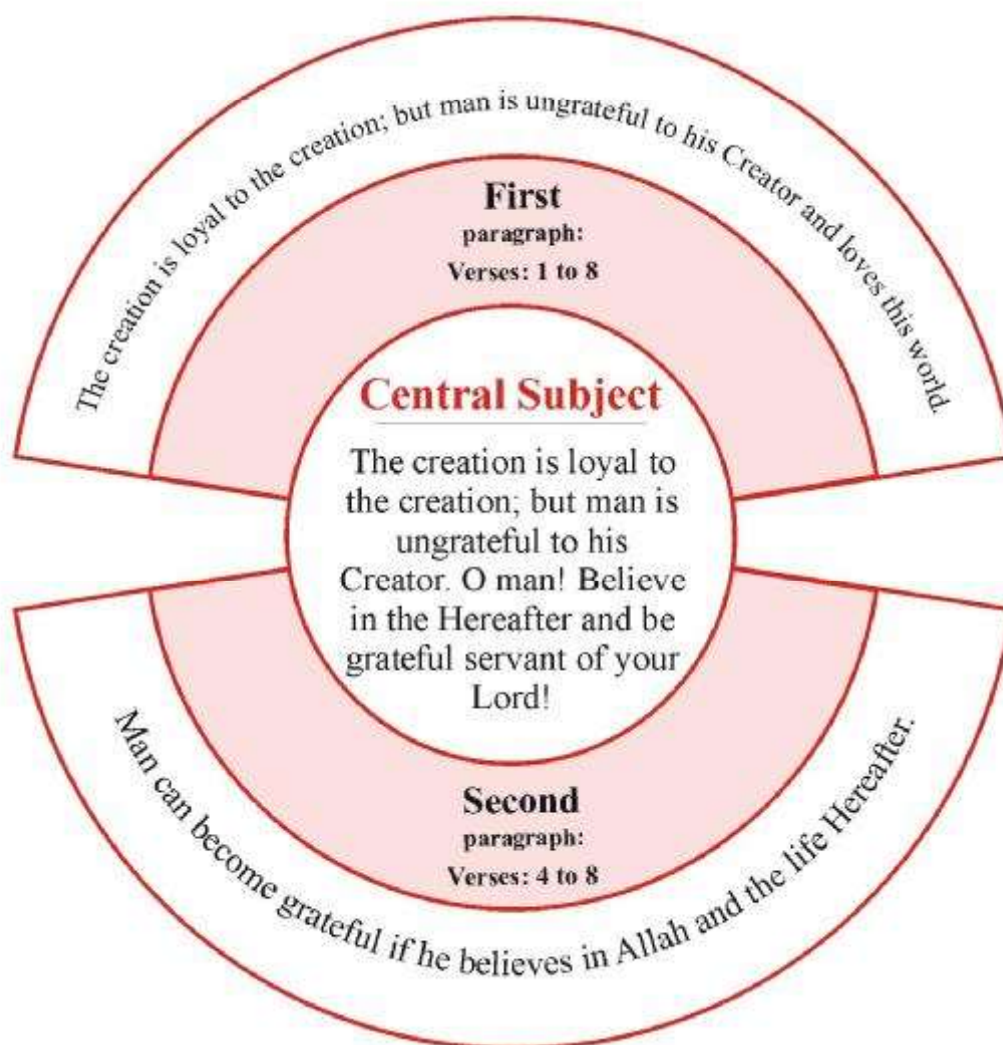 The creation is loyal to the creation; but man is ungrateful to his Creator and loves this world.
First
paragraph:
Verses: 1 to 8
Central Subject
The creation is loyal to
the creation; but man is
ungrateful to his
Creator. O man! Believe
in the Hereafter and be
grateful servant of your
Lord!
Second
paragraph:
Verses: 4 to 8
Man can become grateful if he believes in Allah and the life Hereafter.